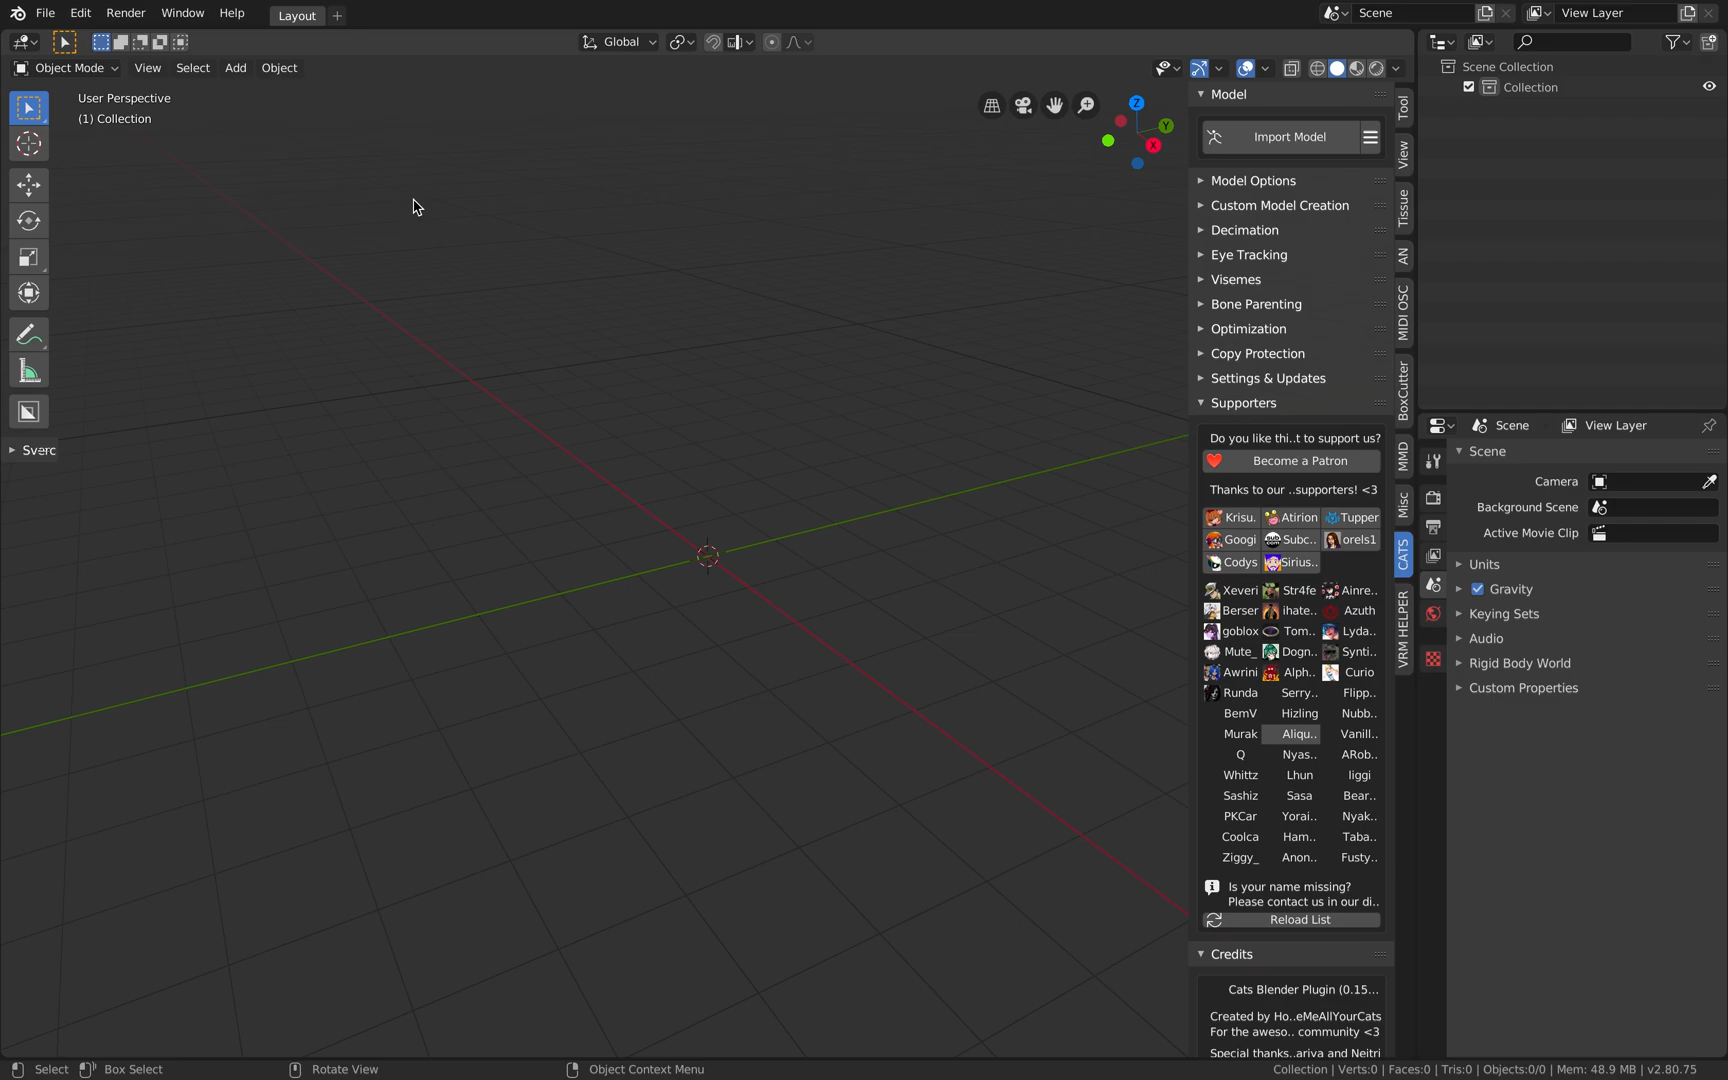 File Edit Render Window Help Layout + Scene View Layer
Global
Object Mode View Select Add Object
User Perspective
(1) Collection
Sverc
Z
Y
X
Model
Import Model
Model Options
Custom Model Creation
Decimation
Eye Tracking
Visemes
Bone Parenting
Optimization
Copy Protection
Settings & Updates
Supporters
Do you like thi..t to support us?
Become a Patron
Thanks to our ..supporters! <3
Krisu. Atirion Tupper
Googi Subc.. orels1
Codys Sirius..
Xeveri Str4fe Ainre..
Berser ihate.. Azuth
goblox Tom.. Lyda..
Mute_ Dogn.. Synti..
Awrini Alph.. Curio
Runda Serry.. Flipp..
BemV Hizling Nubb..
Murak Aliqu.. Vanill..
Q Nyas.. ARob..
Whittz Lhun liggi
Sashiz Sasa Bear..
PKCar Yorai.. Nyak..
Coolca Ham.. Taba..
Ziggy_ Anon.. Fusty..
Is your name missing?
Please contact us in our di..
Reload List
Credits
Cats Blender Plugin (0.15...
Created by Ho..eMeAllYourCats
For the aweso.. community <3
Special thanks..ariva and Neitri
Tool
View
Tissue
AN
MIDI OSC
BoxCutter
MMD
Misc
CATS
VRM HELPER
Scene Collection
Collection
Scene View Layer
Scene
Camera
Background Scene
Active Movie Clip
Units
Gravity
Keying Sets
Audio
Rigid Body World
Custom Properties
Select Box Select Rotate View Object Context Menu Collection | Verts:0 | Faces:0 | Tris:0 | Objects:0/0 | Mem: 48.9 MB | v2.80.75